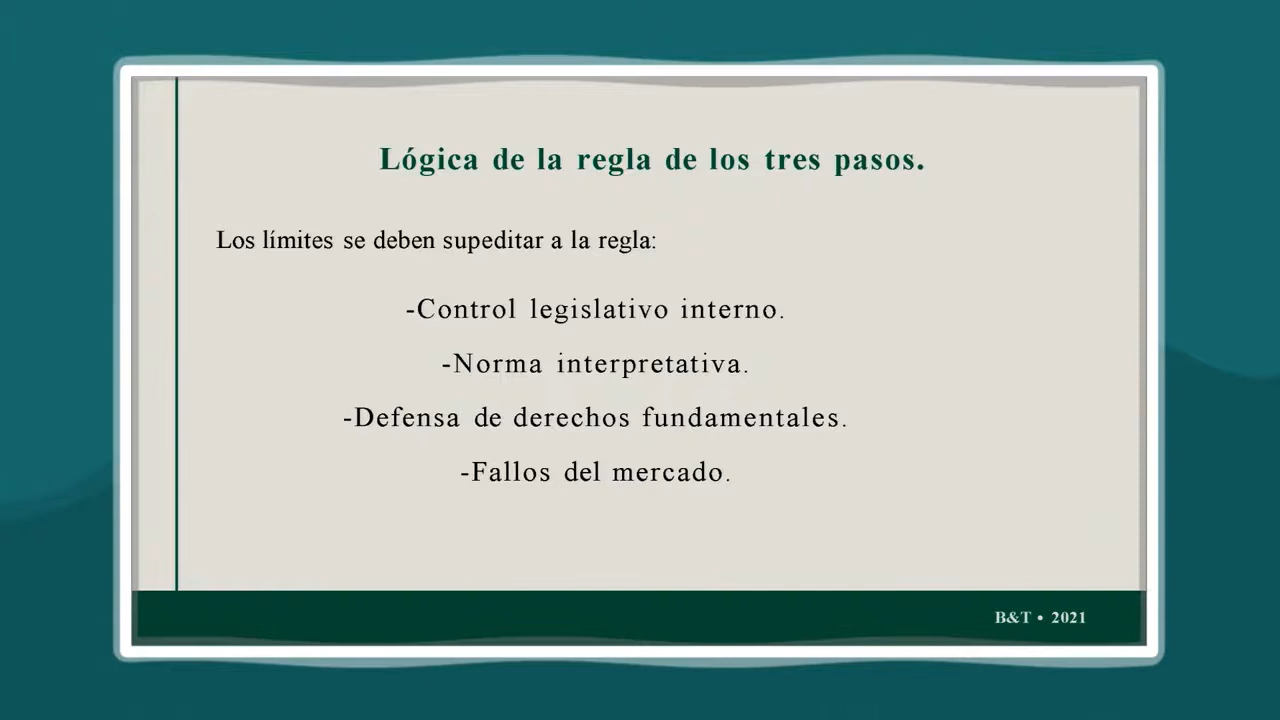 Lógica de la regla de los tres pasos.
Los límites se deben supeditar a la regla:
-Control legislativo interno.
-Norma interpretativa.
-Defensa de derechos fundamentales.
-Fallos del mercado.
B&T • 2021